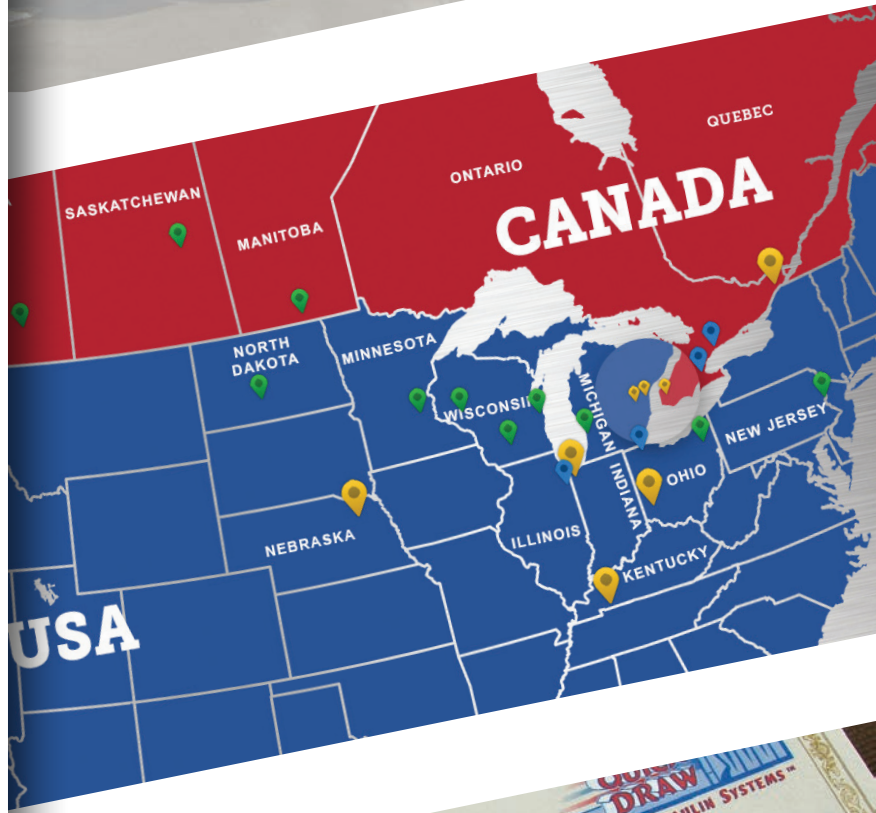 SASKATCHEWAN
MANITOBA
ONTARIO
QUEBEC
CANADA
NORTH
DAKOTA
MINNESOTA
WISCONSIN
MICHIGAN
NEW JERSEY
OHIO
INDIANA
ILLINOIS
NEBRASKA
KENTUCKY
USA
DRAW
SYSTEMS™